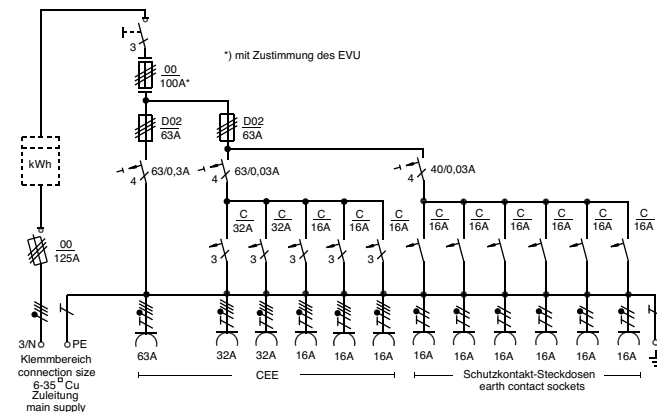 3
00
100A*
*) mit Zustimmung des EVU
D02
63A
D02
63A
kWh
63/0,3A
4
63/0,03A
4
40/0,03A
4
00
125A
C
32A
C
32A
C
16A
C
16A
C
16A
C
16A
C
16A
C
16A
C
16A
C
16A
C
16A
3
3
3
3
3
3/N
PE
63A
32A
32A
16A
16A
16A
16A
16A
16A
16A
16A
16A
Klemmbereich
connection size
6-35□ Cu
Zuleitung
main supply
CEE
Schutzkontakt-Steckdosen
earth contact sockets